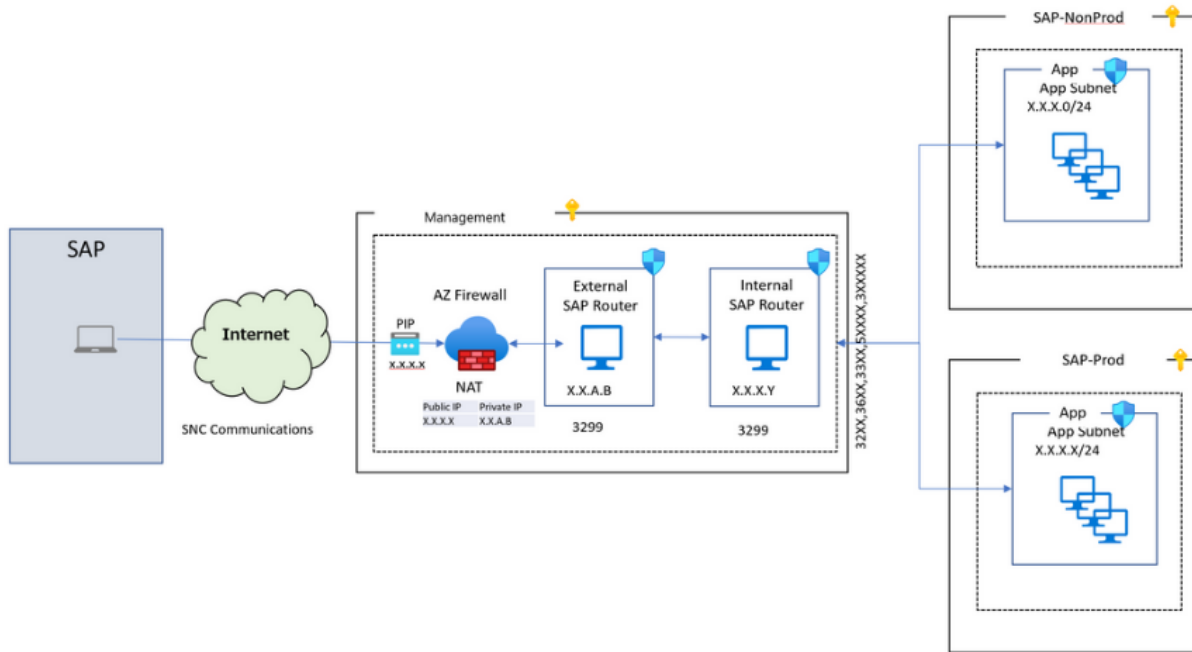 SAP
Internet
SNC Communications
Management
PIP
X.X.X.X
AZ Firewall
NAT
Public IP Private IP
X.X.X.X X.X.A.B
External
SAP Router
X.X.A.B
3299
Internal
SAP Router
X.X.X.Y
3299
32XX,36XX,33XX,5XXXX,3XXXXX
SAP-NonProd
App
App Subnet
X.X.X.0/24
SAP-Prod
App
App Subnet
X.X.X.X/24